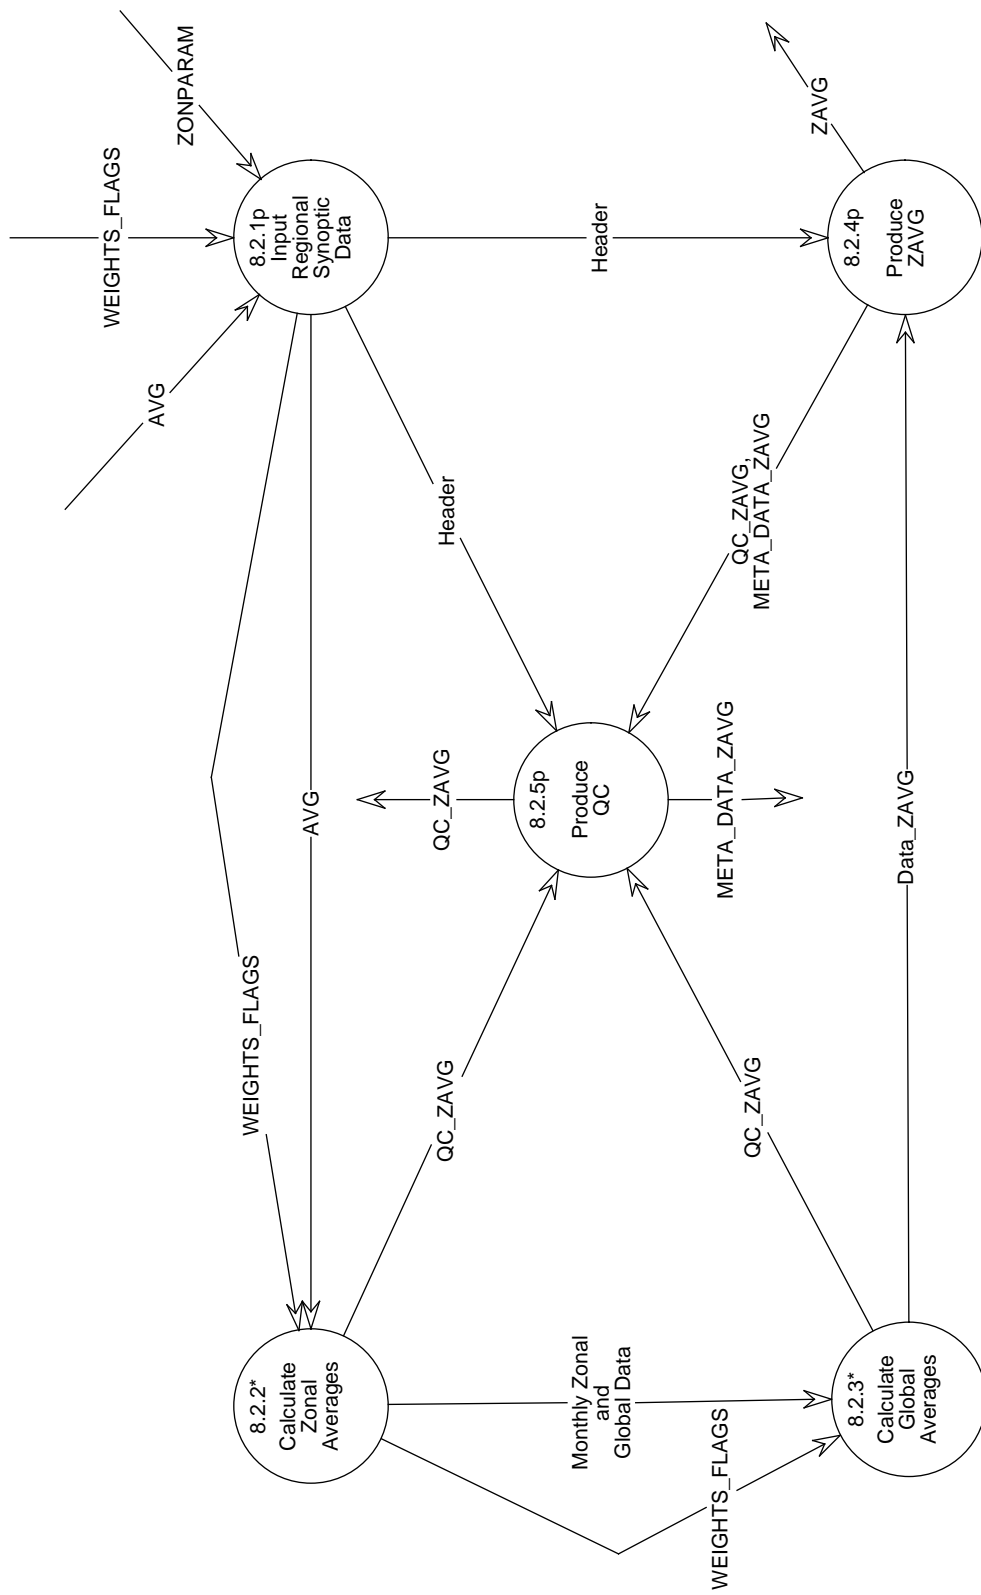 WEIGHTS_FLAGS
ZONPARAM
AVG
8.2.1p
Input
Regional
Synoptic
Data
Header
Header
ZAVG
8.2.4p
Produce
ZAVG
QC_ZAVG,
META_DATA_ZAVG
WEIGHTS_FLAGS
AVG
QC_ZAVG
8.2.5p
Produce
QC
META_DATA_ZAVG
Data_ZAVG
QC_ZAVG
QC_ZAVG
8.2.2*
Calculate
Zonal
Averages
Monthly Zonal
and
Global Data
WEIGHTS_FLAGS
8.2.3*
Calculate
Global
Averages